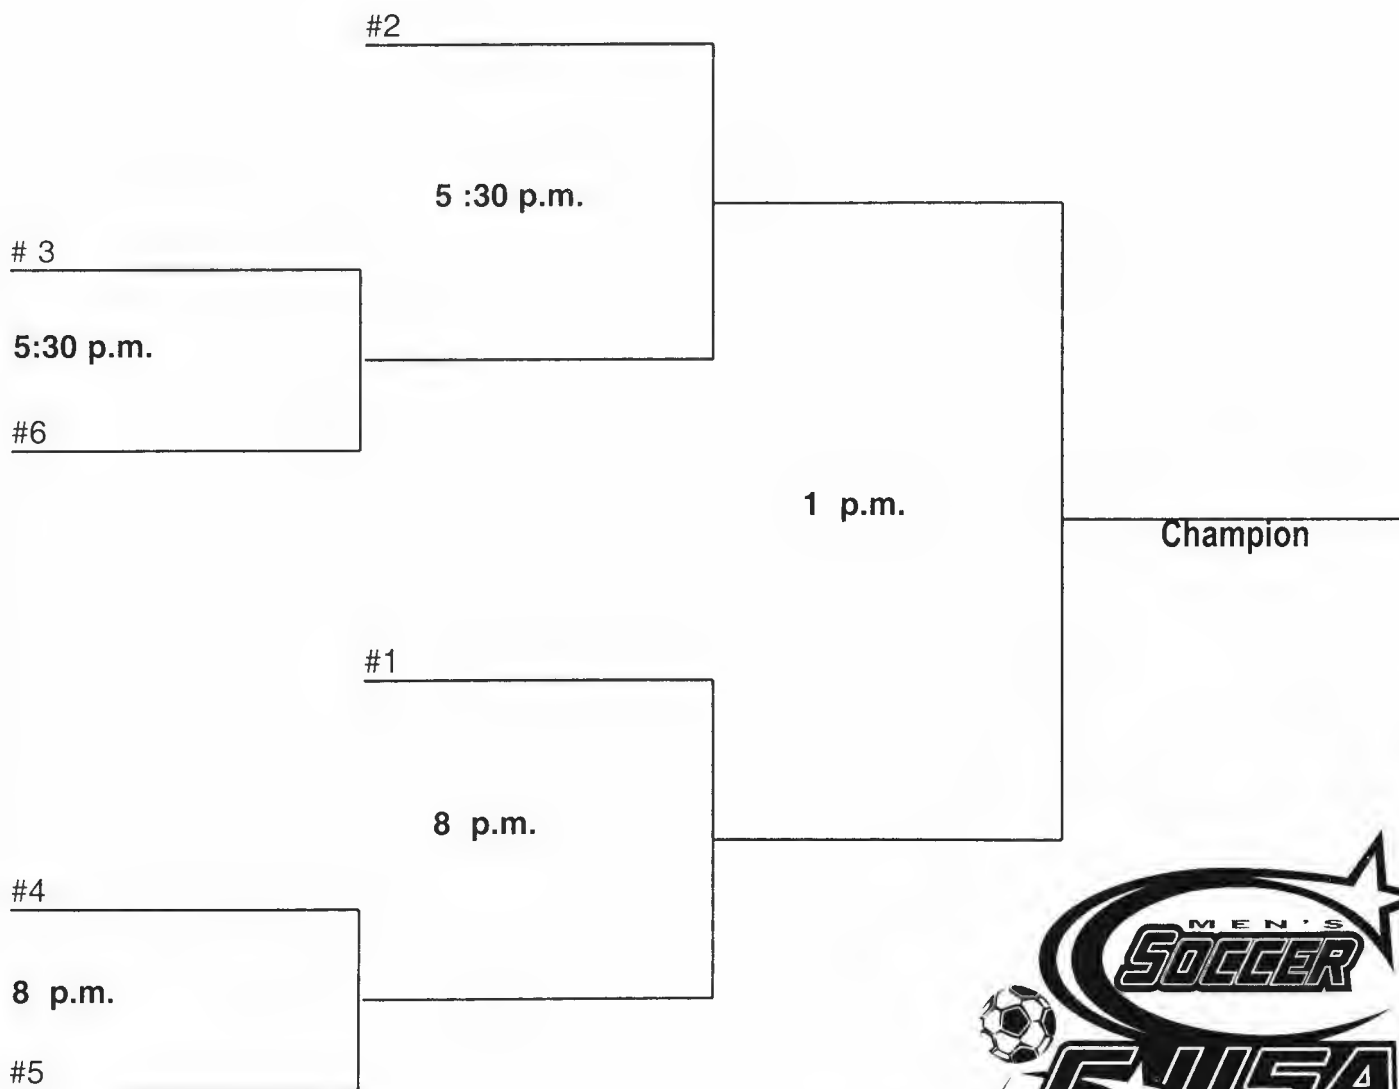 #2
5 :30 p.m.
# 3
5:30 p.m.
#6
1 p.m.
Champion
#1
8 p.m.
#4
8 p.m.
#5
MEN'S
SOCCER